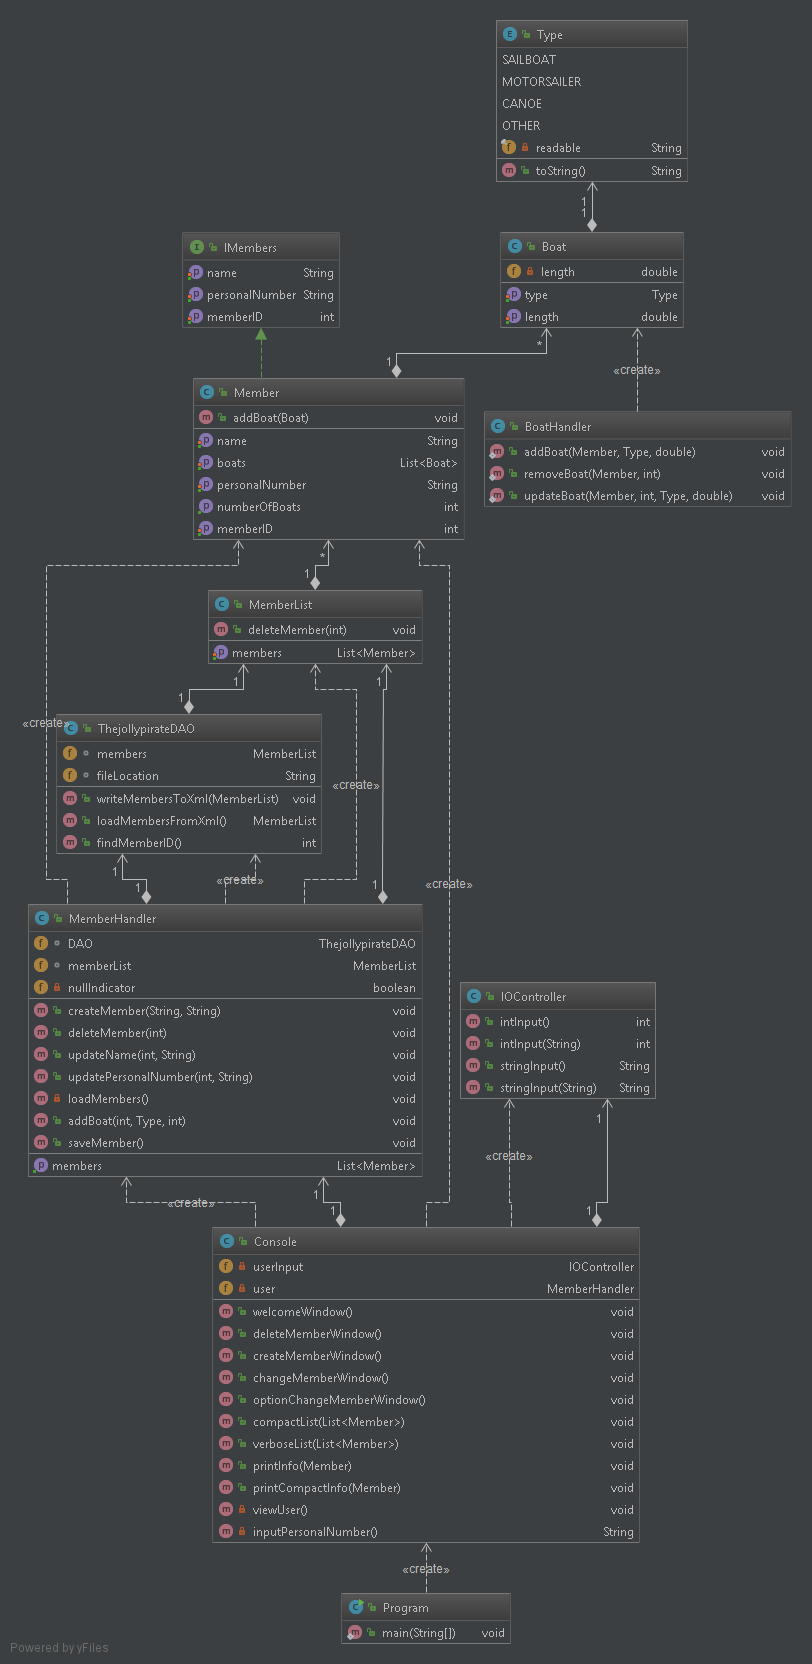 Type
SAILBOAT
MOTORSAILER
CANOE
OTHER
readable String
toString() String
1
1
IMembers
name String
personalNumber String
memberID int
Boat
length double
type Type
length double
*
1
«create»
Member
addBoat(Boat) void
name String
boats List<Boat>
personalNumber String
numberOfBoats int
memberID int
BoatHandler
addBoat(Member, Type, double) void
removeBoat(Member, int) void
updateBoat(Member, int, Type, double) void
*
1
MemberList
deleteMember(int) void
members List<Member>
1
1
1
«create»
ThejollypirateDAO
members MemberList
fileLocation String
writeMembersToXml(MemberList) void
loadMembersFromXml() MemberList
findMemberID() int
«create»
1
1
«create»
1
«create»
MemberHandler
DAO ThejollypirateDAO
memberList MemberList
nullIndicator boolean
createMember(String, String) void
deleteMember(int) void
updateName(int, String) void
updatePersonalNumber(int, String) void
loadMembers() void
addBoat(int, Type, int) void
saveMember() void
members List<Member>
IOController
intInput() int
intInput(String) int
stringInput() String
stringInput(String) String
1
«create»
«create»
1
1
1
Console
userInput IOController
user MemberHandler
welcomeWindow() void
deleteMemberWindow() void
createMemberWindow() void
changeMemberWindow() void
optionChangeMemberWindow() void
compactList(List<Member>) void
verboseList(List<Member>) void
printInfo(Member) void
printCompactInfo(Member) void
viewUser() void
inputPersonalNumber() String
«create»
Program
main(String[]) void
Powered by yFiles